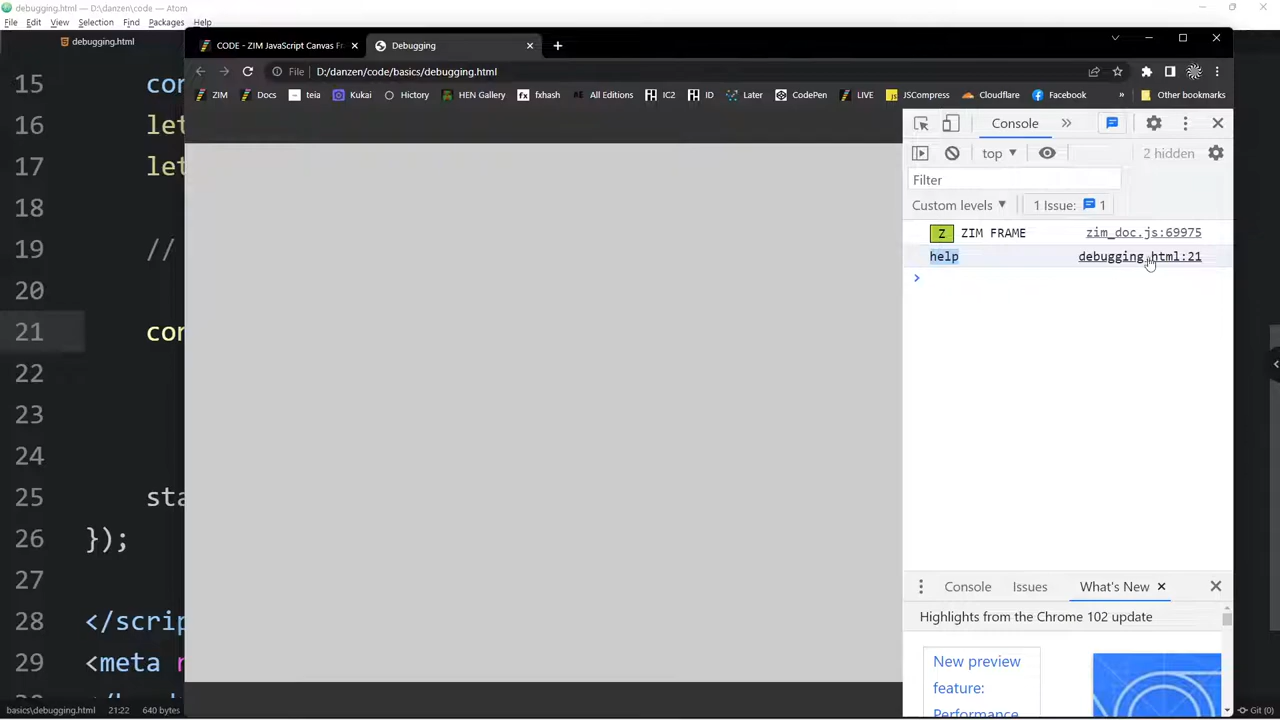 debugging.html — D:\danzen\code — Atom
File Edit View Selection Find Packages Help
debugging.html
CODE - ZIM JavaScript Canvas Fr
Debugging
File D:/danzen/code/basics/debugging.html
ZIM Docs teia Kukai History HEN Gallery fxhash All Editions IC2 ID Later CodePen LIVE JSCompress Cloudflare Facebook » Other bookmarks
Console »
top 2 hidden
Filter
Custom levels 1 Issue: 1
Z ZIM FRAME zim_doc.js:69975
help debugging.html:21
>
15 con
16 let
17 let
18
19 //
20
21 con
22
23
24
25 sta
26 });
27
28 </scrip
29 <meta
Console Issues What's New
Highlights from the Chrome 102 update
New preview
feature:
Performance
basics\debugging.html 21:22 640 bytes
Git (0)